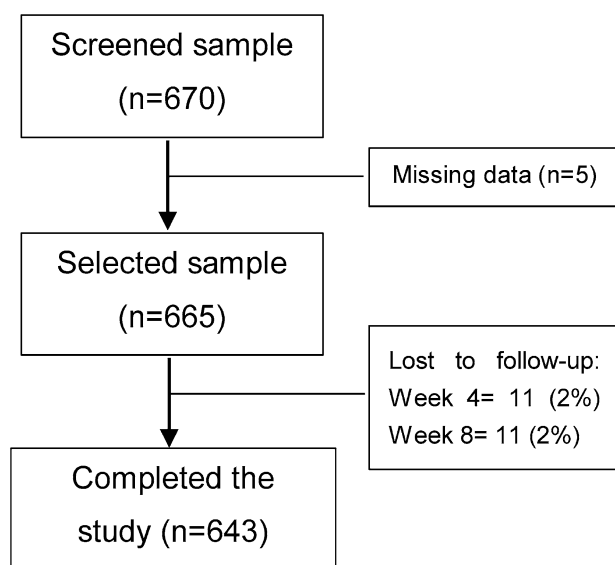 Screened sample
(n=670)
Missing data (n=5)
Selected sample
(n=665)
Lost to follow-up:
Week 4= 11 (2%)
Week 8= 11 (2%)
Completed the
study (n=643)